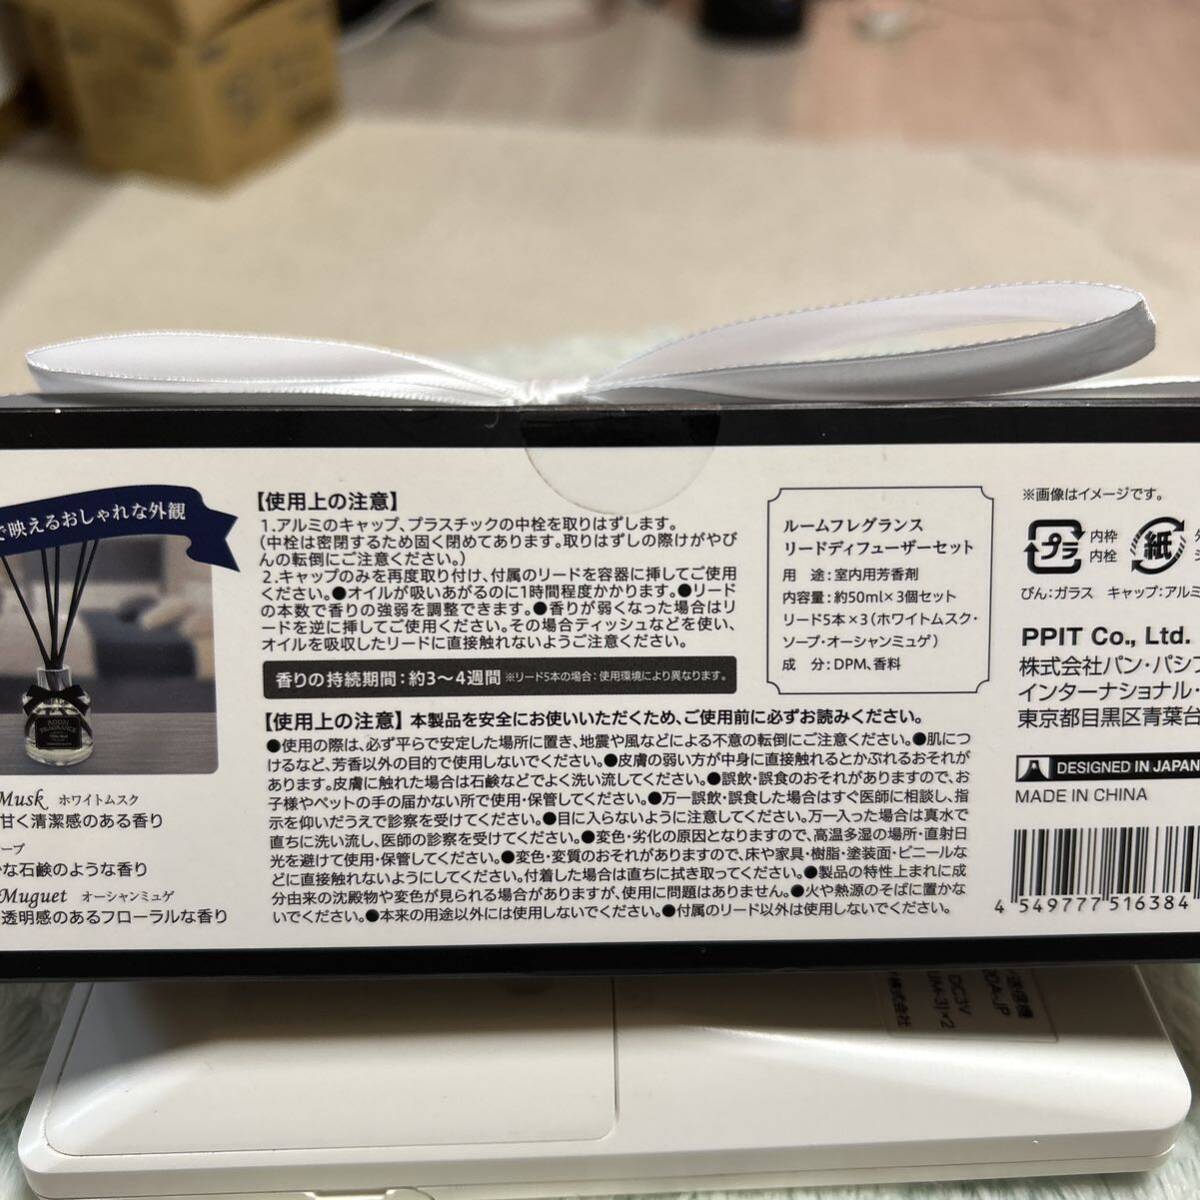 で映えるおしゃれな外観
ROOM
FRAGRANCE
Musk ホワイトムスク
甘く清潔感のある香り
ープ
かな石鹸のような香り
Muguet オーシャンミュゲ
透明感のあるフローラルな香り
【使用上の注意】
1.アルミのキャップ、プラスチックの中栓を取りはずします。
(中栓は密閉するため固く閉めてあります。取りはずしの際けがやび
んの転倒にご注意ください。)
2.キャップのみを再度取り付け、付属のリードを容器に挿してご使用
ください。●オイルが吸いあがるのに1時間程度かかります。●リード
の本数で香りの強弱を調整できます。●香りが弱くなった場合はリ
ードを逆に挿してご使用ください。その場合ティッシュなどを使い、
オイルを吸収したリードに直接触れないようご注意ください。
香りの持続期間：約3〜4週間 ※リード5本の場合：使用環境により異なります。
【使用上の注意】本製品を安全にお使いいただくため、ご使用前に必ずお読みください。
●使用の際は、必ず平らで安定した場所に置き、地震や風などによる不意の転倒にご注意ください。●肌につ
けるなど、芳香以外の目的で使用しないでください。●皮膚の弱い方が中身に直接触れるとかぶれるおそれが
あります。皮膚に触れた場合は石鹸などでよく洗い流してください。●誤飲・誤食のおそれがありますので、お
子様やペットの手の届かない所で使用・保管してください。●万一誤飲・誤食した場合はすぐ医師に相談し、指
示を仰いだうえで診察を受けてください。●目に入らないように注意してください。万一入った場合は真水で
直ちに洗い流し、医師の診察を受けてください。●変色・劣化の原因となりますので、高温多湿の場所・直射日
光を避けて使用・保管してください。●変色・変質のおそれがありますので、床や家具・樹脂・塗装面・ビニールな
どに直接触れないようにしてください。付着した場合は直ちに拭き取ってください。●製品の特性上まれに成
分由来の沈殿物や変色が見られる場合がありますが、使用に問題はありません。●火や熱源のそばに置かな
いでください。●本来の用途以外には使用しないでください。●付属のリード以外は使用しないでください。
ルームフレグランス
リードディフューザーセット
用 途：室内用芳香剤
内容量：約50ml×3個セット
リード5本×3(ホワイトムスク・
ソープ・オーシャンミュゲ)
成 分：DPM、香料
※画像はイメージです。
プラ
内枠
内栓
紙
びん：ガラス キャップ：アルミ
PPIT Co., Ltd.
株式会社パン・パシフ
インターナショナル・
東京都目黒区青葉台
DESIGNED IN JAPAN
MADE IN CHINA
4 549777 516384
DC3V
株式会社